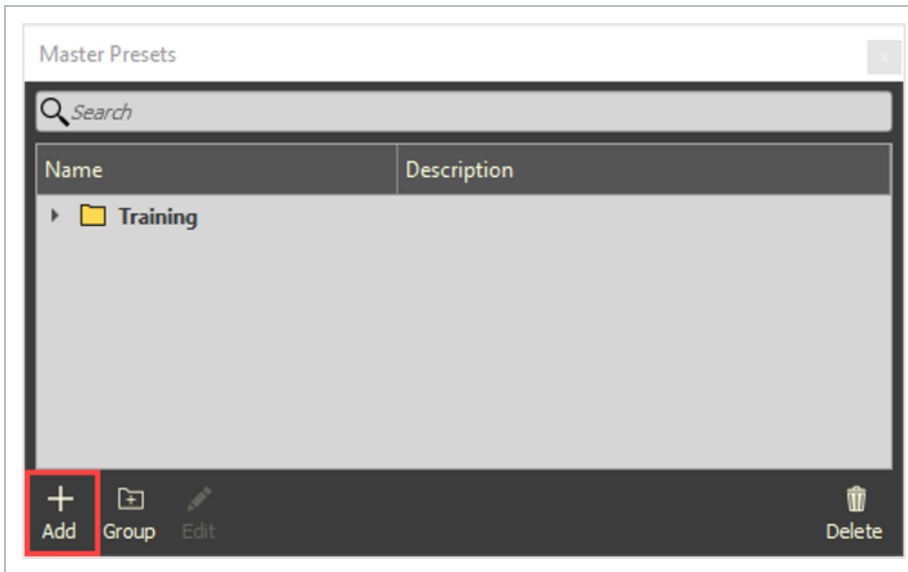 Master Presets
x
Search
Name Description
Training
Add Group Edit Delete